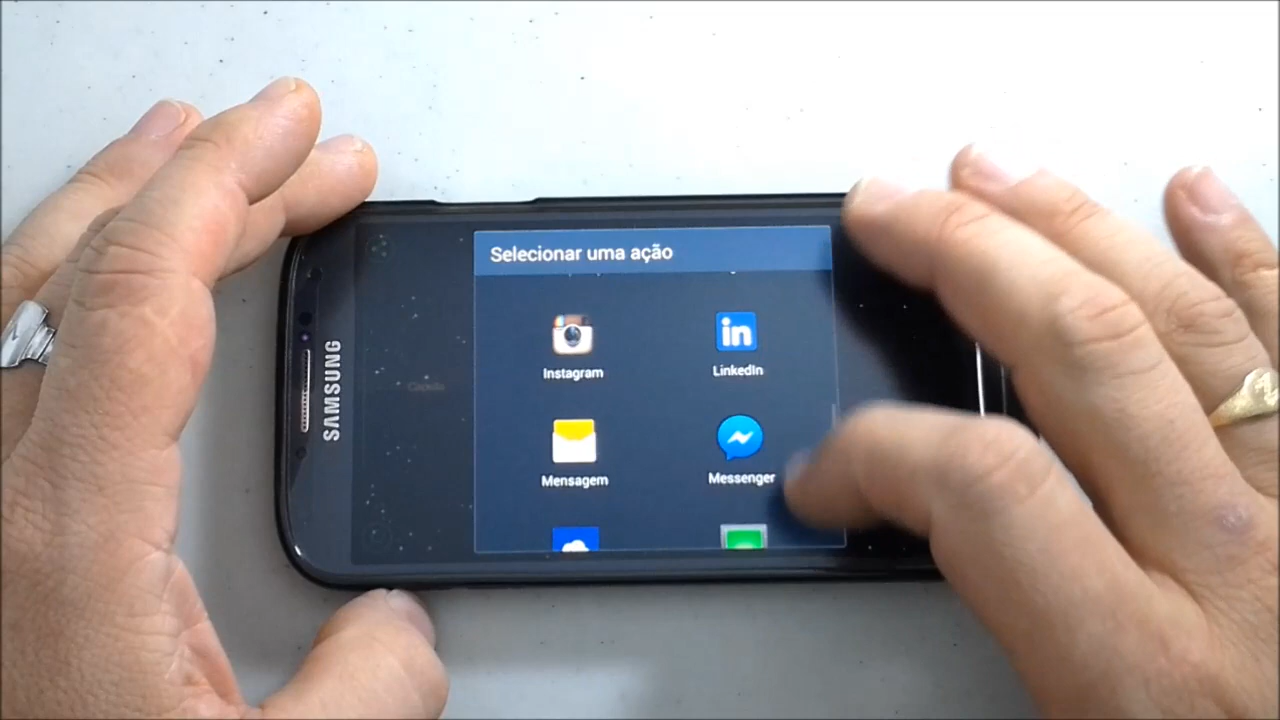 SAMSUNG
Selecionar uma ação
Instagram
LinkedIn
Mensagem
Messenger